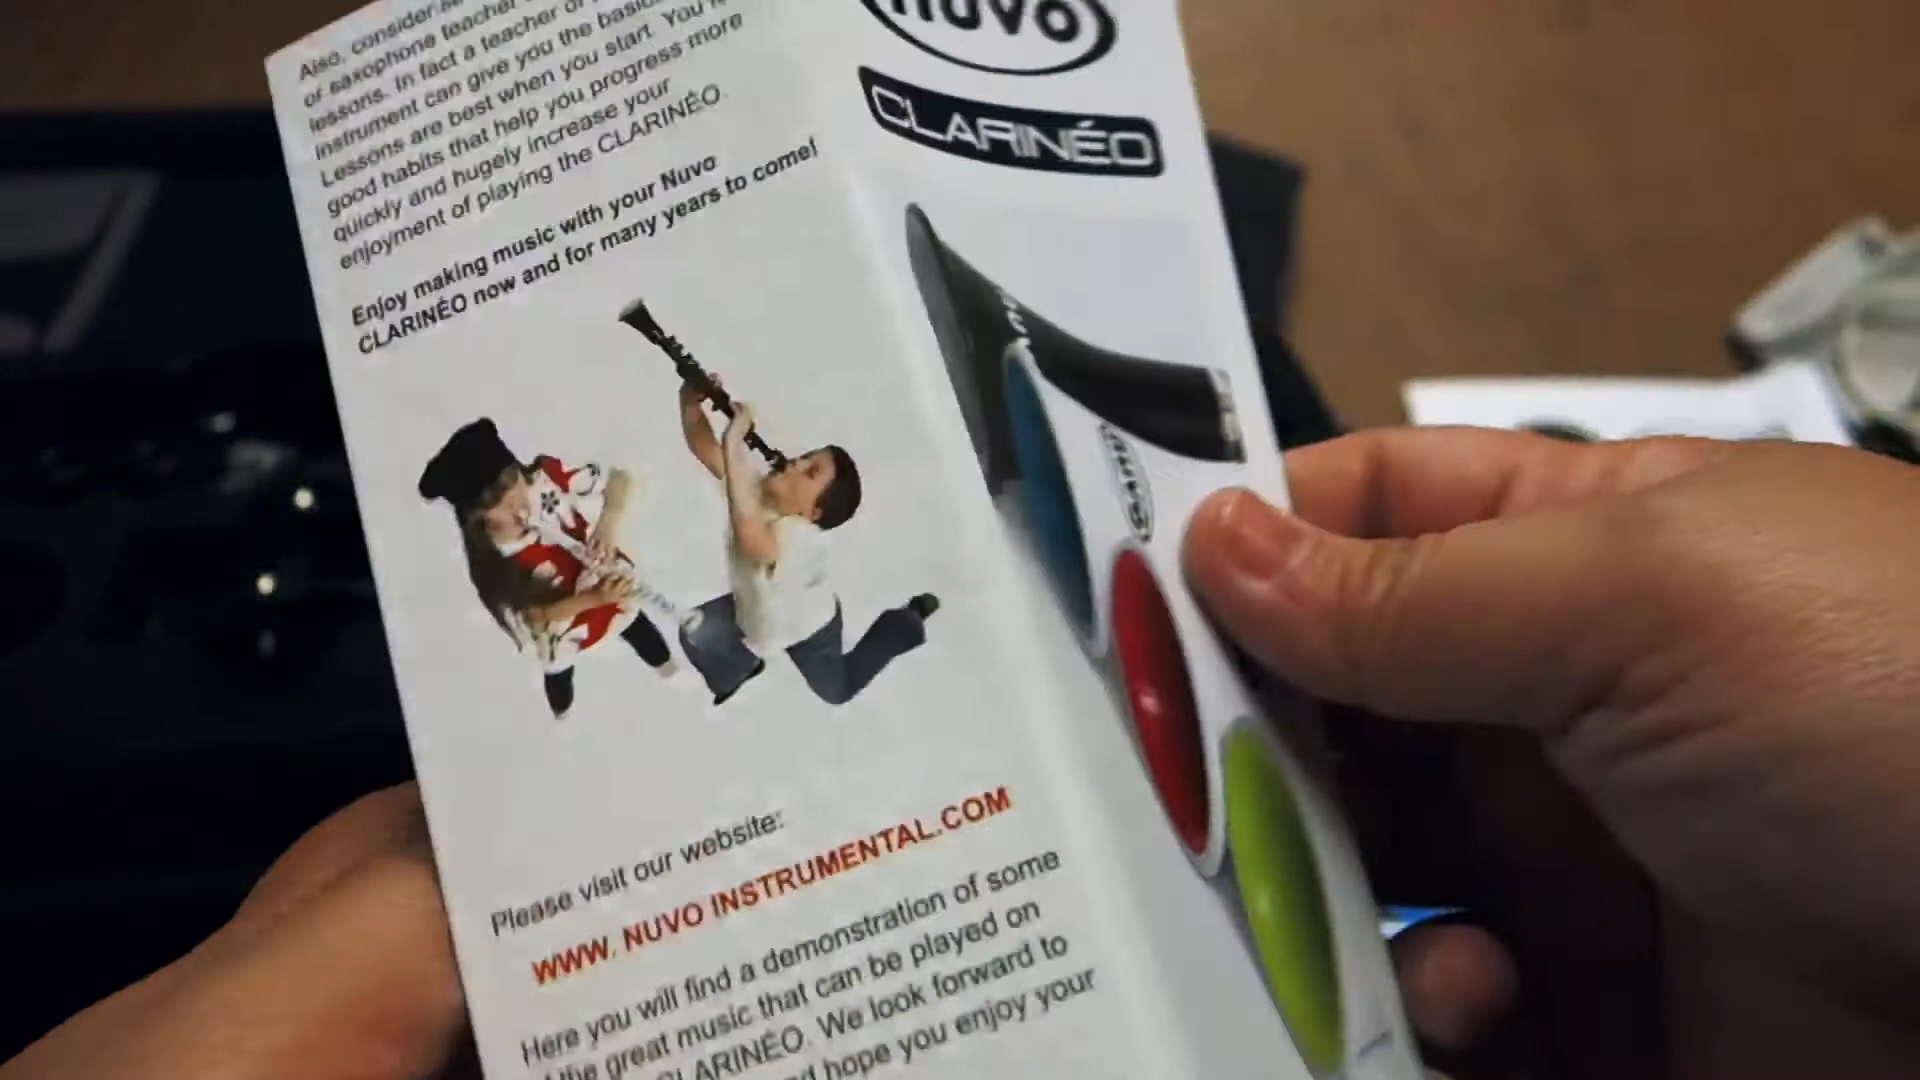 Also, consider
of saxophone teacher
lessons. In fact a teacher of
instrument can give you the basic
Lessons are best when you start. You'll
good habits that help you progress more
quickly and hugely increase your
enjoyment of playing the CLARINÉO.
Enjoy making music with your Nuvo
CLARINÉO now and for many years to come!
Please visit our website:
WWW. NUVO INSTRUMENTAL.COM
Here you will find a demonstration of some
the great music that can be played on
CLARINÉO. We look forward to
hope you enjoy your
nuvo
CLARINÉO